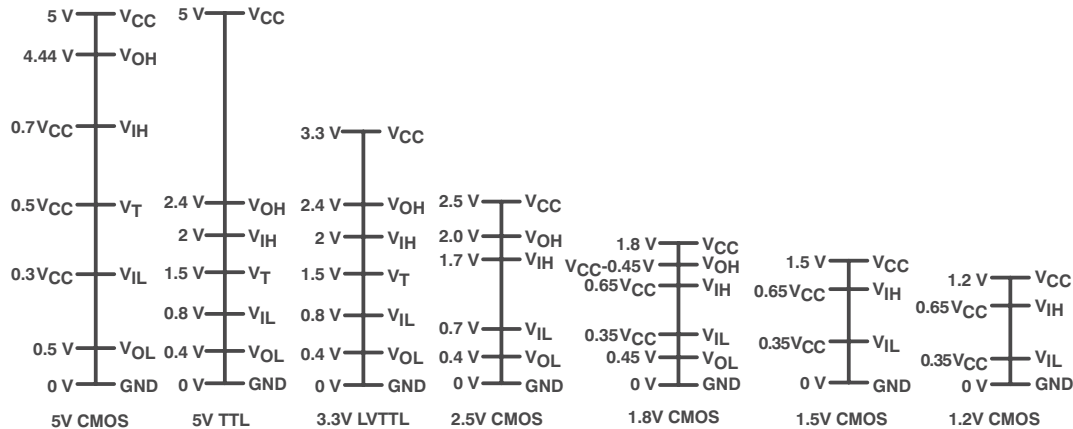 5 V VCC
4.44 V VOH
0.7VCC VIH
0.5VCC VT
0.3VCC VIL
0.5 V VOL
0 V GND
5V CMOS
5 V VCC
2.4 V VOH
2 V VIH
1.5 V VT
0.8 V VIL
0.4 V VOL
0 V GND
5V TTL
3.3 V VCC
2.4 V VOH
2 V VIH
1.5 V VT
0.8 V VIL
0.4 V VOL
0 V GND
3.3V LVTTL
2.5 V VCC
2.0 V VOH
1.7 V VIH
0.7 V VIL
0.4 V VOL
0 V GND
2.5V CMOS
1.8 V VCC
VCC-0.45V VOH
0.65VCC VIH
0.35VCC VIL
0.45 V VOL
0 V GND
1.8V CMOS
1.5 V VCC
0.65VCC VIH
0.35VCC VIL
0 V GND
1.5V CMOS
1.2 V VCC
0.65VCC VIH
0.35VCC VIL
0 V GND
1.2V CMOS